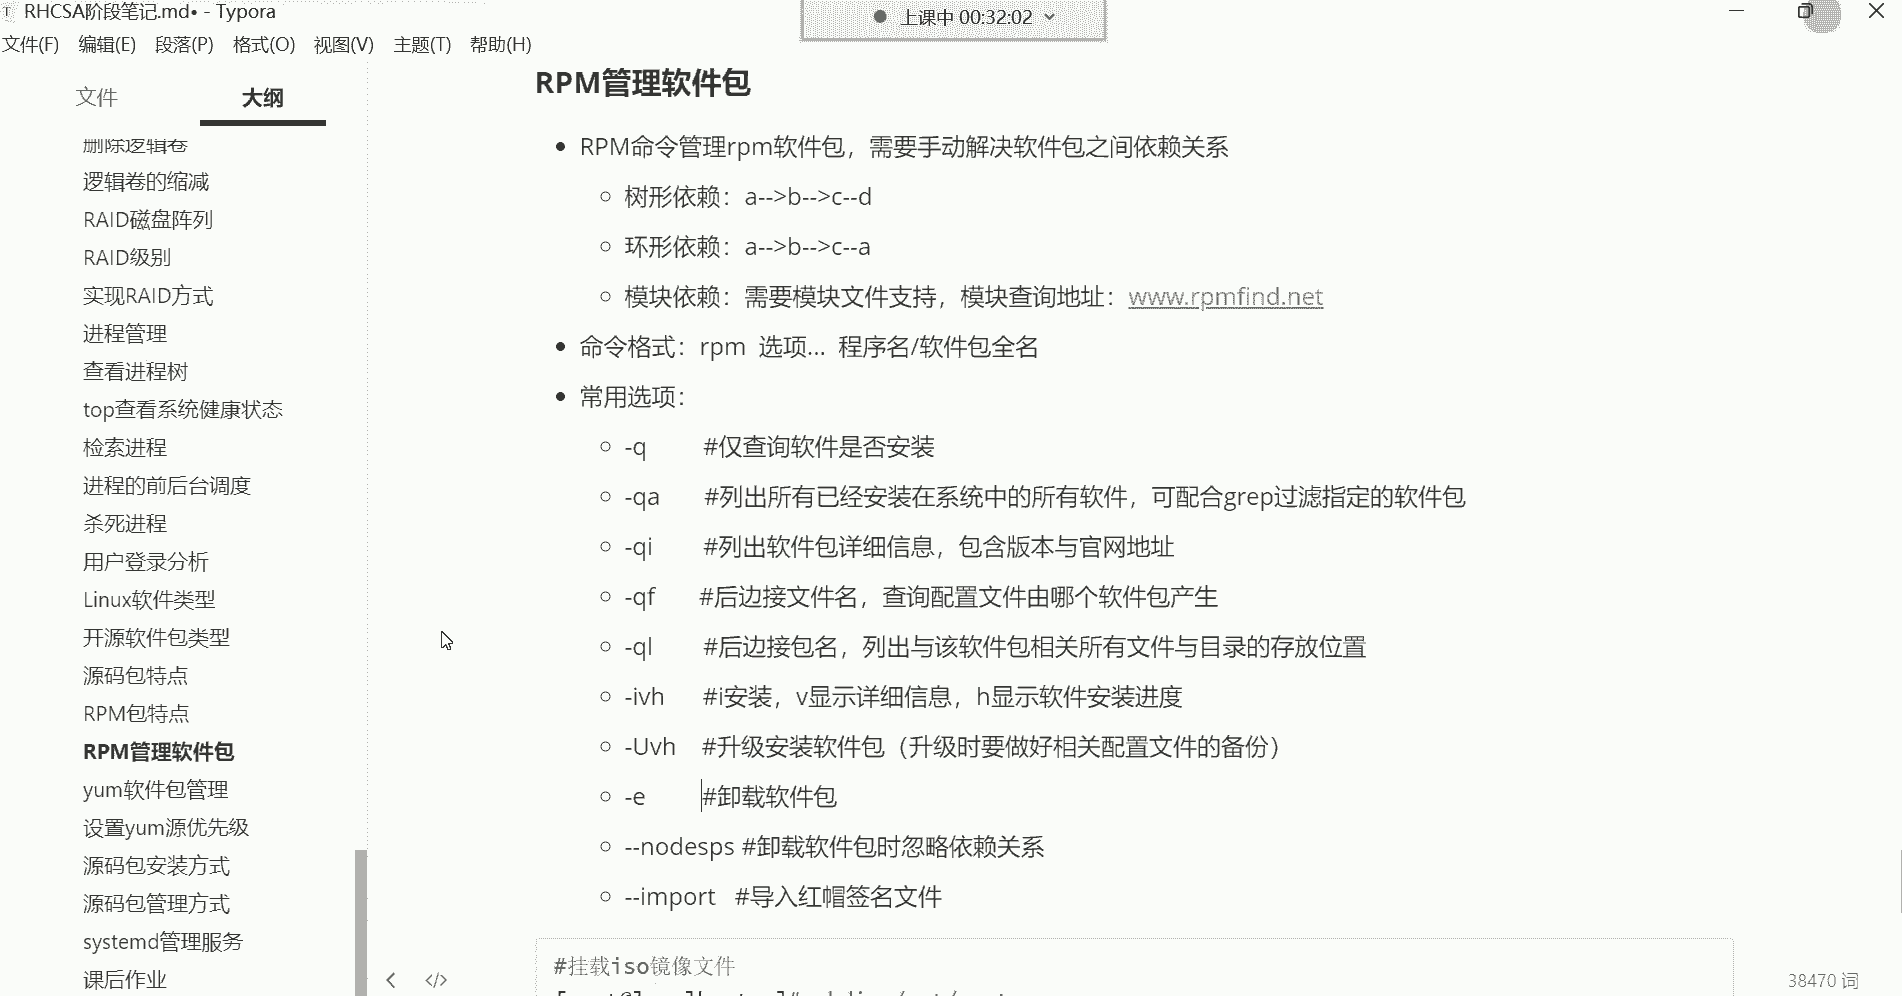 RHCSA阶段笔记.md• - Typora
上课中 00:32:02
文件(F) 编辑(E) 段落(P) 格式(O) 视图(V) 主题(T) 帮助(H)
文件 大纲
删除逻辑卷
逻辑卷的缩减
RAID磁盘阵列
RAID级别
实现RAID方式
进程管理
查看进程树
top查看系统健康状态
检索进程
进程的前后台调度
杀死进程
用户登录分析
Linux软件类型
开源软件包类型
源码包特点
RPM包特点
RPM管理软件包
yum软件包管理
设置yum源优先级
源码包安装方式
源码包管理方式
systemd管理服务
课后作业
RPM管理软件包
RPM命令管理rpm软件包，需要手动解决软件包之间依赖关系
树形依赖：a-->b-->c--d
环形依赖：a-->b-->c--a
模块依赖：需要模块文件支持，模块查询地址：www.rpmfind.net
命令格式：rpm 选项... 程序名/软件包全名
常用选项：
-q #仅查询软件是否安装
-qa #列出所有已经安装在系统中的所有软件，可配合grep过滤指定的软件包
-qi #列出软件包详细信息，包含版本与官网地址
-qf #后边接文件名，查询配置文件由哪个软件包产生
-ql #后边接包名，列出与该软件包相关所有文件与目录的存放位置
-ivh #i安装，v显示详细信息，h显示软件安装进度
-Uvh #升级安装软件包（升级时要做好相关配置文件的备份）
-e #卸载软件包
--nodesps #卸载软件包时忽略依赖关系
--import #导入红帽签名文件
#挂载iso镜像文件
38470 词